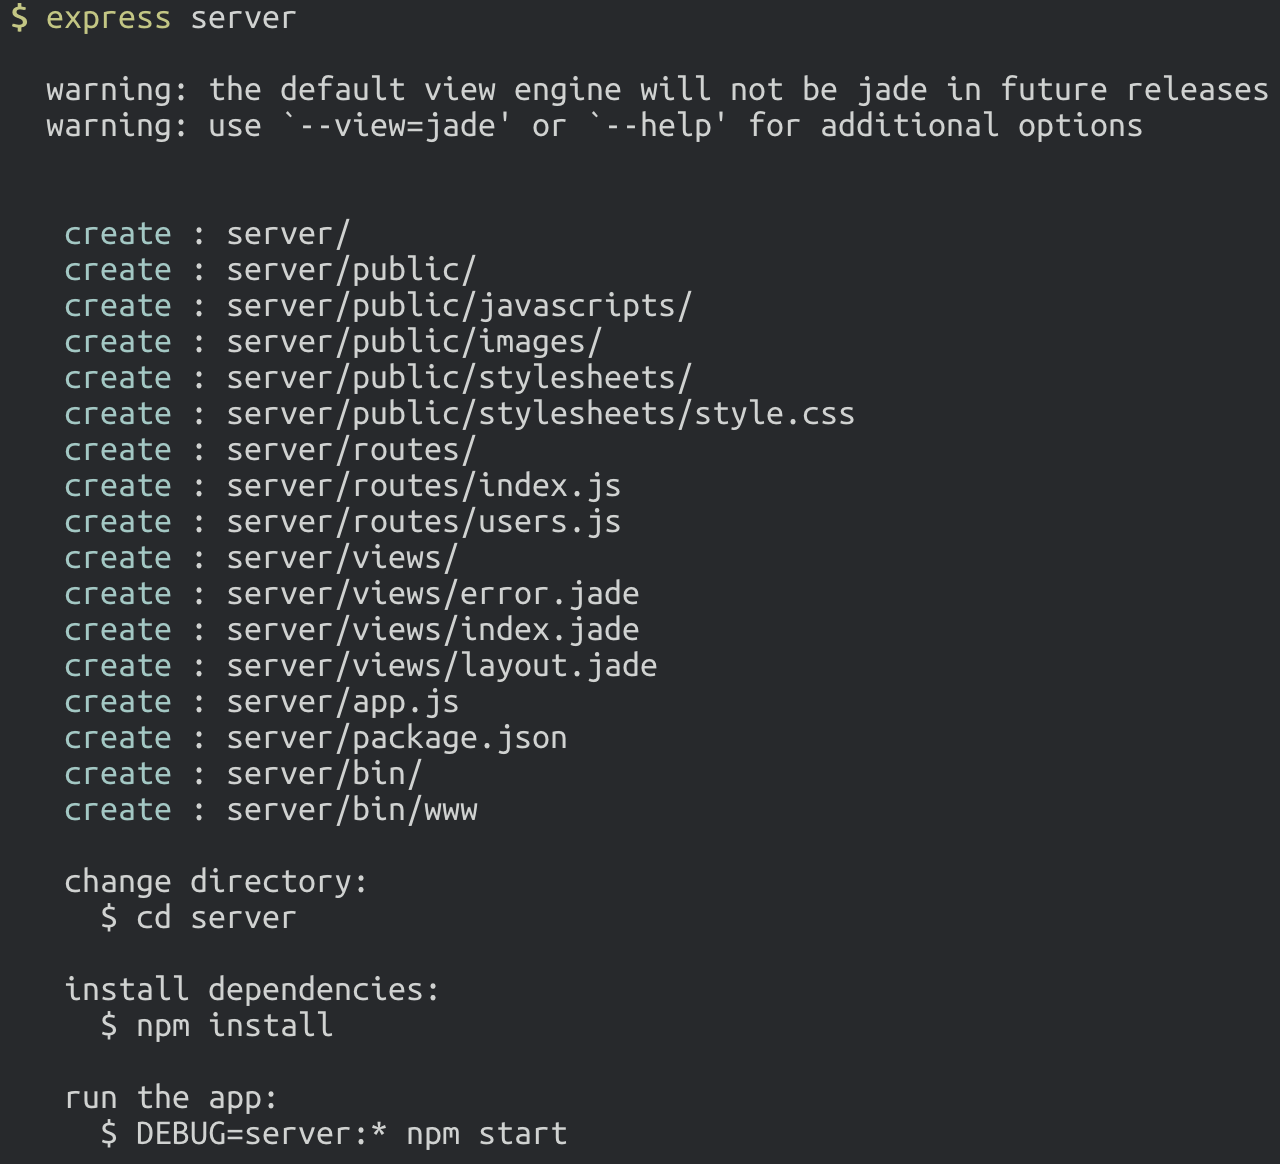 $ express server
warning: the default view engine will not be jade in future releases
warning: use `--view=jade' or `--help' for additional options
create : server/
create : server/public/
create : server/public/javascripts/
create : server/public/images/
create : server/public/stylesheets/
create : server/public/stylesheets/style.css
create : server/routes/
create : server/routes/index.js
create : server/routes/users.js
create : server/views/
create : server/views/error.jade
create : server/views/index.jade
create : server/views/layout.jade
create : server/app.js
create : server/package.json
create : server/bin/
create : server/bin/www
change directory:
$ cd server
install dependencies:
$ npm install
run the app:
$ DEBUG=server:* npm start